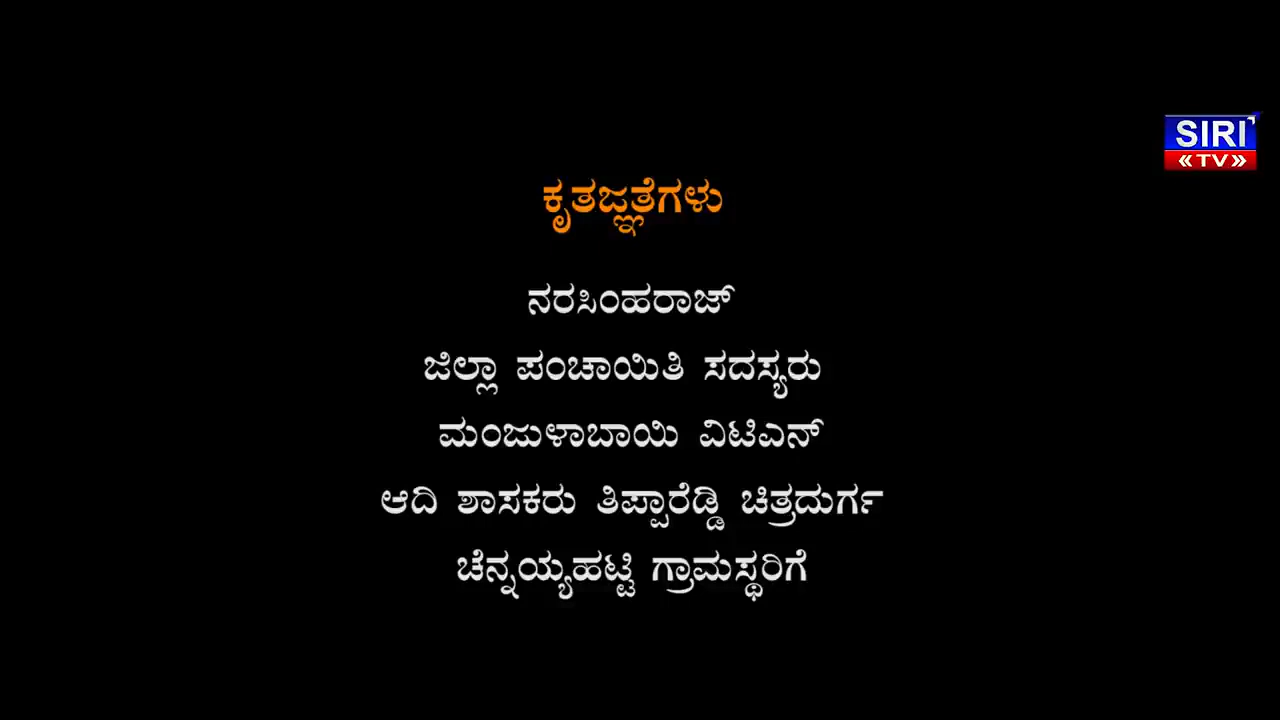 SIRI
«TV»
ಕೃತಜ್ಞತೆಗಳು
ನರಸಿಂಹರಾಜ್
ಜಿಲ್ಲಾ ಪಂಚಾಯಿತಿ ಸದಸ್ಯರು
ಮಂಜುಳಾಬಾಯಿ ವಿಟಿಎನ್
ಆದಿ ಶಾಸಕರು ತಿಪ್ಪಾರೆಡ್ಡಿ ಚಿತ್ರದುರ್ಗ
ಚೆನ್ನಯ್ಯಹಟ್ಟಿ ಗ್ರಾಮಸ್ಥರಿಗೆ